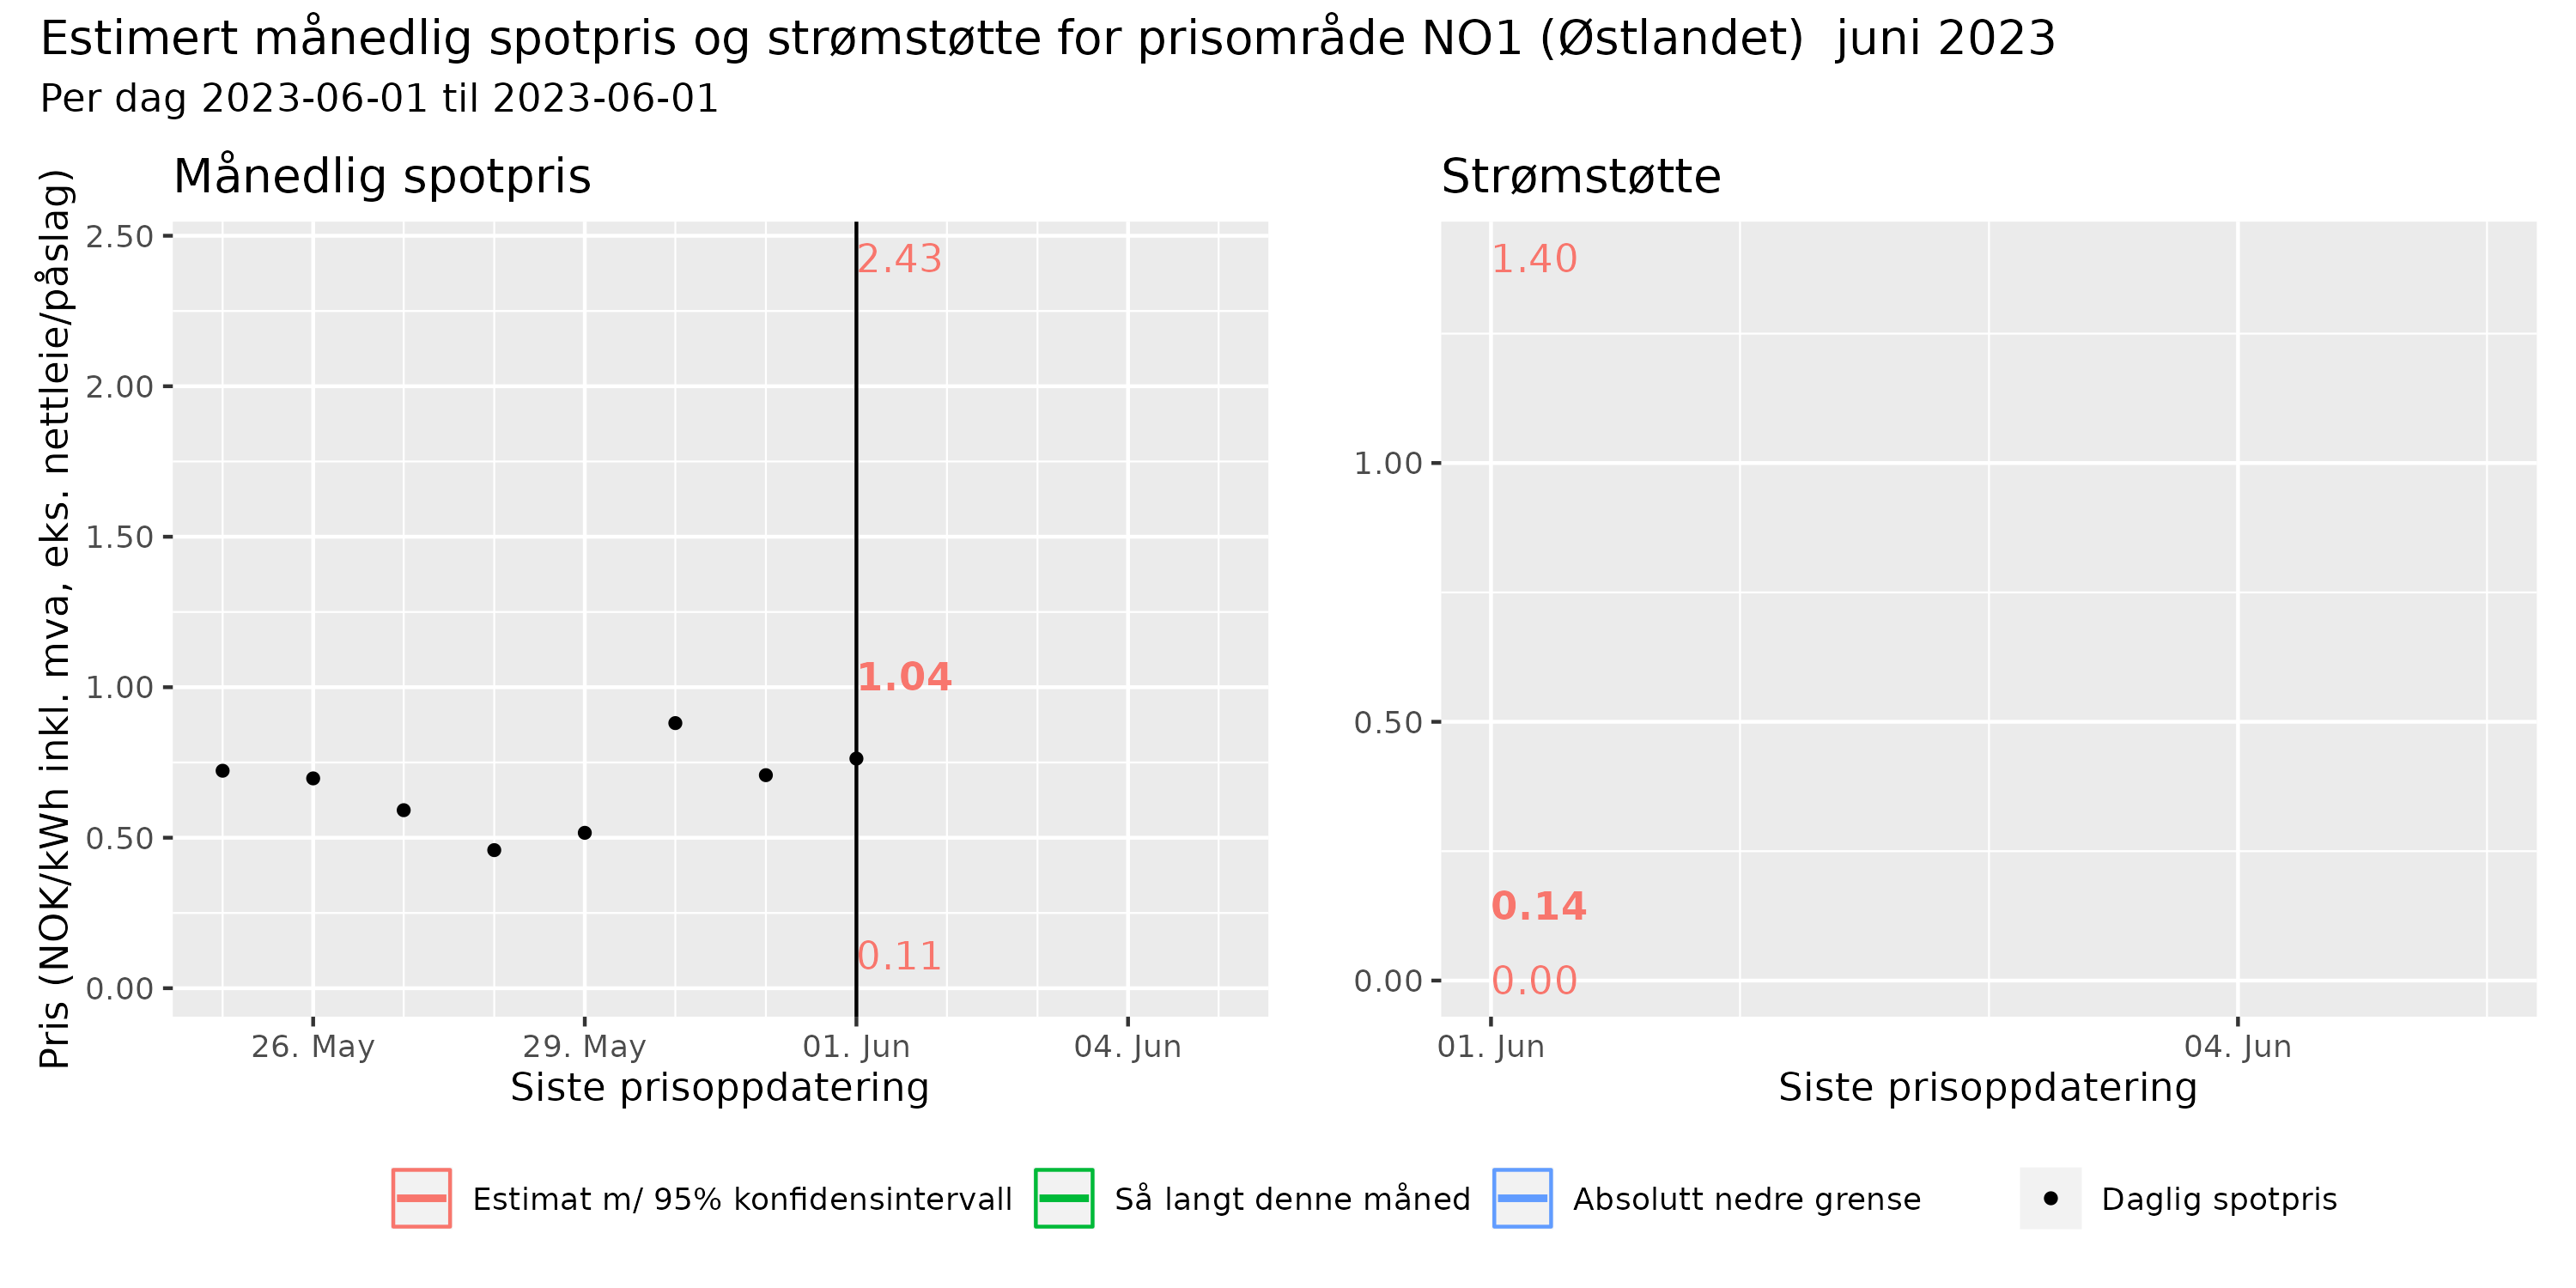 Estimert månedlig spotpris og strømstøtte for prisområde NO1 (Østlandet)  juni 2023
Per dag 2023-06-01 til 2023-06-01
Månedlig spotpris
Pris (NOK/kWh inkl. mva, eks. nettleie/påslag)
2.50
2.00
1.50
1.00
0.50
0.00
2.43
1.04
0.11
26. May
29. May
01. Jun
04. Jun
Siste prisoppdatering
Strømstøtte
1.00
0.50
0.00
1.40
0.14
0.00
01. Jun
04. Jun
Siste prisoppdatering
Estimat m/ 95% konfidensintervall
Så langt denne måned
Absolutt nedre grense
Daglig spotpris